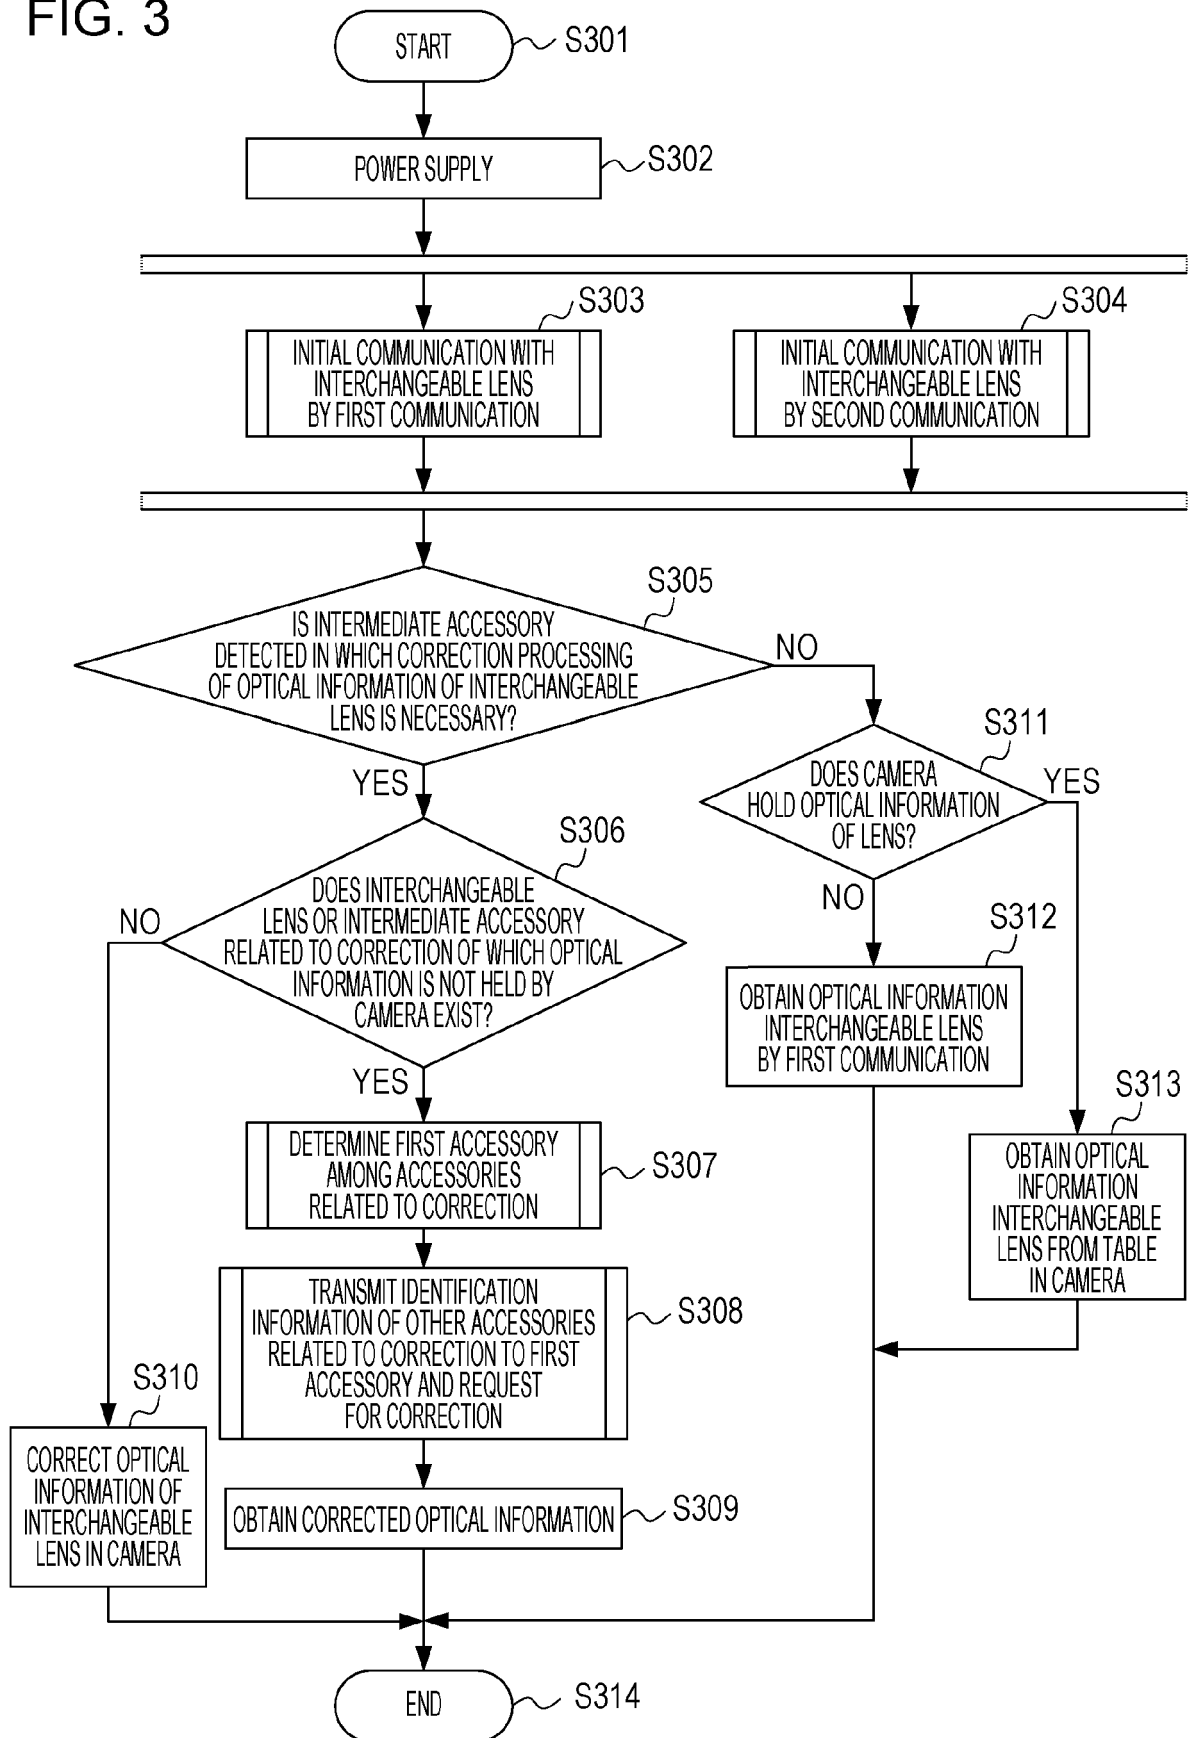 FIG. 3
START
S301
POWER SUPPLY
S302
S303
INITIAL COMMUNICATION WITH
INTERCHANGEABLE LENS
BY FIRST COMMUNICATION
S304
INITIAL COMMUNICATION WITH
INTERCHANGEABLE LENS
BY SECOND COMMUNICATION
S305
IS INTERMEDIATE ACCESSORY
DETECTED IN WHICH CORRECTION PROCESSING
OF OPTICAL INFORMATION OF INTERCHANGEABLE
LENS IS NECESSARY?
NO
YES
S311
DOES CAMERA
HOLD OPTICAL INFORMATION
OF LENS?
YES
NO
S306
DOES INTERCHANGEABLE
LENS OR INTERMEDIATE ACCESSORY
RELATED TO CORRECTION OF WHICH OPTICAL
INFORMATION IS NOT HELD BY
CAMERA EXIST?
NO
YES
S312
OBTAIN OPTICAL INFORMATION
INTERCHANGEABLE LENS
BY FIRST COMMUNICATION
S313
OBTAIN OPTICAL
INFORMATION
INTERCHANGEABLE
LENS FROM TABLE
IN CAMERA
DETERMINE FIRST ACCESSORY
AMONG ACCESSORIES
RELATED TO CORRECTION
S307
TRANSMIT IDENTIFICATION
INFORMATION OF OTHER ACCESSORIES
RELATED TO CORRECTION TO FIRST
ACCESSORY AND REQUEST
FOR CORRECTION
S308
S310
CORRECT OPTICAL
INFORMATION OF
INTERCHANGEABLE
LENS IN CAMERA
OBTAIN CORRECTED OPTICAL INFORMATION
S309
END
S314